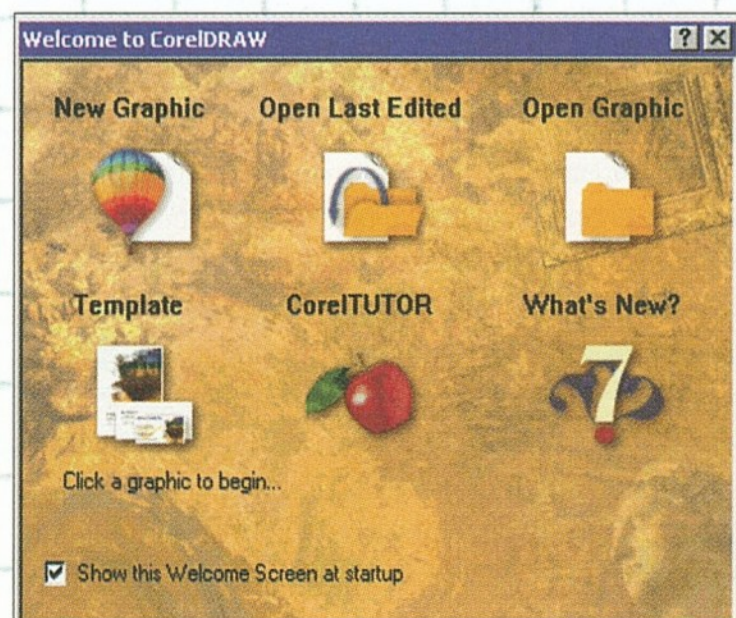 Welcome to CorelDRAW
New Graphic Open Last Edited Open Graphic
Template CorelTUTOR What's New?
7
Click a graphic to begin...
Show this Welcome Screen at startup